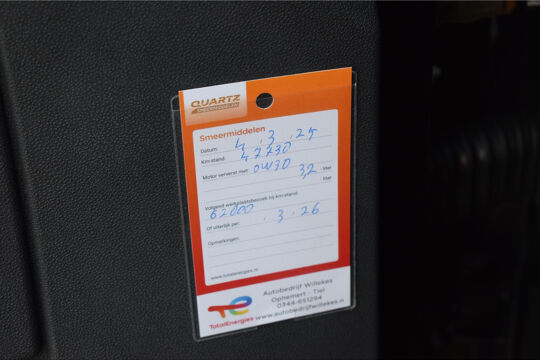 QUARTZ
SMEERMIDDELEN
Smeermiddelen
Datum: 4 . 3 . 25
Km-stand: 47730
Motor ververst met: 0W30 3,2 liter
liter
Volgend werkplaatsbezoek bij km-stand:
62000
Of uiterlijk per: . 3 . 26
Opmerkingen:
www.totalenergies.nl
TotalEnergies
Autobedrijf Willekes
Ophemert - Tiel
0344-651294
www.autobedrijfwillekes.nl